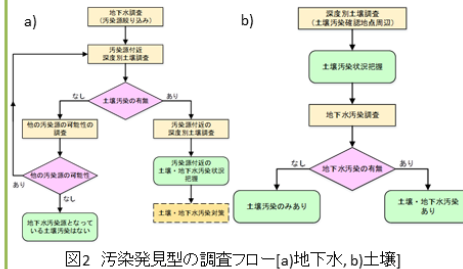 a)
地下水調査
(汚染源絞り込み)
汚染源付近
深度別土壌調査
土壌汚染の有無
なし
あり
他の汚染源の可能性の
調査
汚染源付近の
深度別土壌調査
他の汚染源の可能性
あり
なし
汚染源付近の
土壌・地下水汚染状況
把握
地下水汚染源となって
いる土壌汚染はない
土壌・地下水汚染対策
b)
深度別土壌調査
(土壌汚染確認地点周辺)
土壌汚染状況把握
地下水汚染調査
地下水汚染の有無
なし
あり
土壌汚染のみあり
土壌・地下水汚染
あり
図2 汚染発見型の調査フロー[a)地下水, b)土壌]